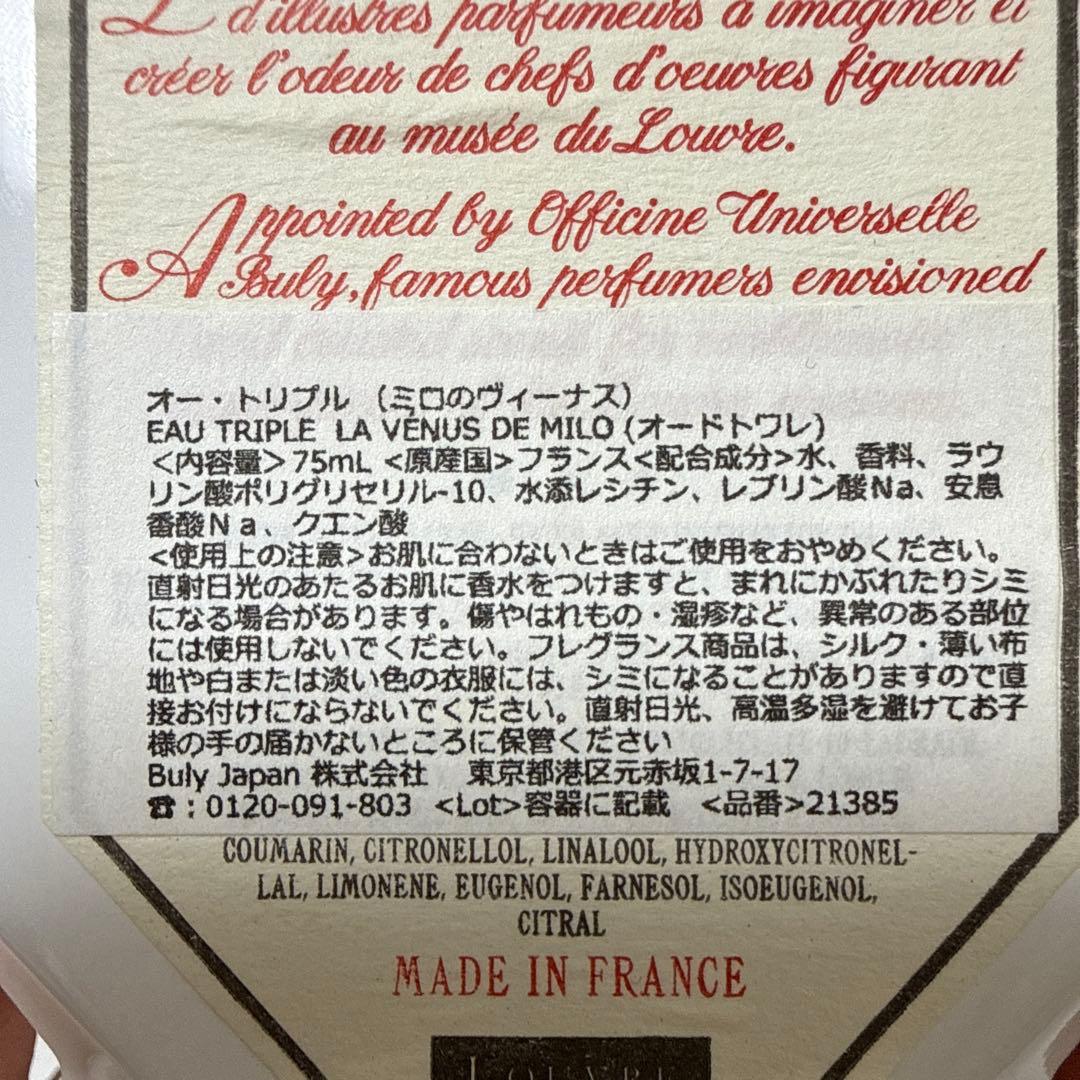 d'illustres parfumeurs à imaginer et
créer l'odeur de chefs d'oeuvres figurant
au musée du Louvre.
Appointed by Officine Universelle
Buly, famous perfumers envisioned
オー・トリプル （ミロのヴィーナス）
EAU TRIPLE LA VÉNUS DE MILO (オードトワレ)
＜内容量＞75mL <原産国>フランス<配合成分>水、香料、ラウ
リン酸ポリグリセリル-10、水添レシチン、レブリン酸Na、安息
香酸Ｎａ、クエン酸
<使用上の注意>お肌に合わないときはご使用をおやめください。
直射日光のあたるお肌に香水をつけますと、まれにかぶれたりシミ
になる場合があります。傷やはれもの・湿疹など、異常のある部位
には使用しないでください。フレグランス商品は、シルク・薄い布
地や白または淡い色の衣服には、シミになることがありますので直
接お付けにならないでください。直射日光、高温多湿を避けてお子
様の手の届かないところに保管ください
Buly Japan 株式会社 東京都港区元赤坂1-7-17
☎：0120-091-803 <Lot>容器に記載 <品番>21385
COUMARIN, CITRONELLOL, LINALOOL, HYDROXYCITRONEL-
LAL, LIMONENE, EUGENOL, FARNESOL, ISOEUGENOL,
CITRAL
MADE IN FRANCE
LOUVRE